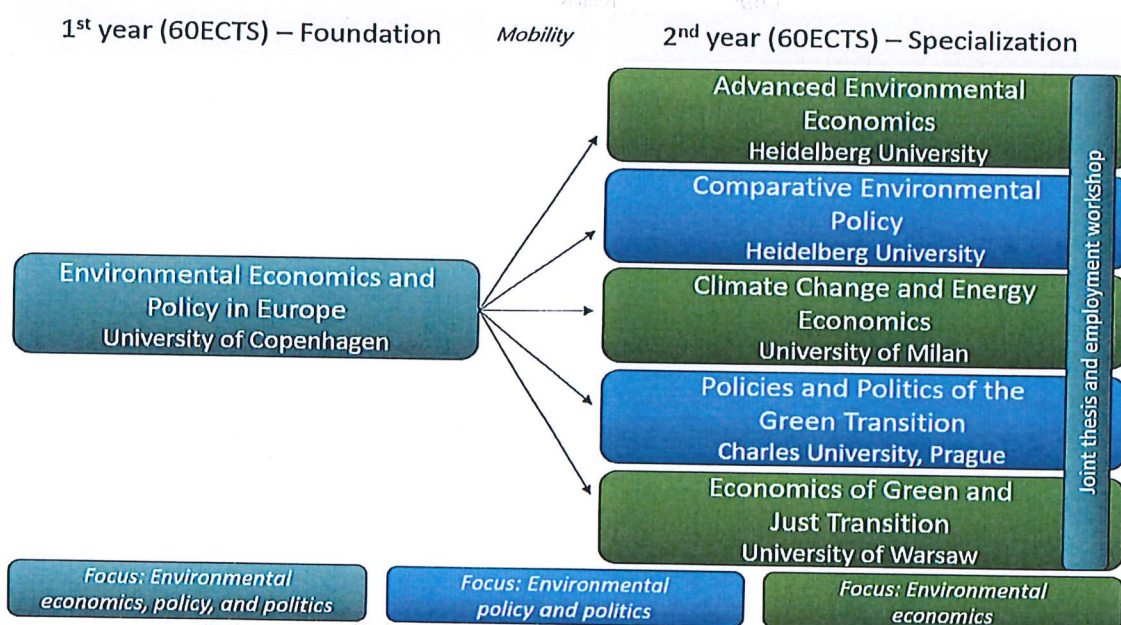 1st year (60ECTS) – Foundation
Mobility
2nd year (60ECTS) – Specialization
Environmental Economics and
Policy in Europe
University of Copenhagen
Advanced Environmental
Economics
Heidelberg University
Comparative Environmental
Policy
Heidelberg University
Climate Change and Energy
Economics
University of Milan
Policies and Politics of the
Green Transition
Charles University, Prague
Economics of Green and
Just Transition
University of Warsaw
Joint thesis and employment workshop
Focus: Environmental
economics, policy, and politics
Focus: Environmental
policy and politics
Focus: Environmental
economics